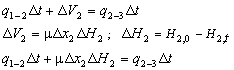 q₁₋₂Δt + ΔV₂ = q₂₋₃Δt
ΔV₂ = μΔx₂ΔH₂ ; ΔH₂ = H₂,₀ − H₂,f
q₁₋₂Δt + μΔx₂ΔH₂ = q₂₋₃Δt